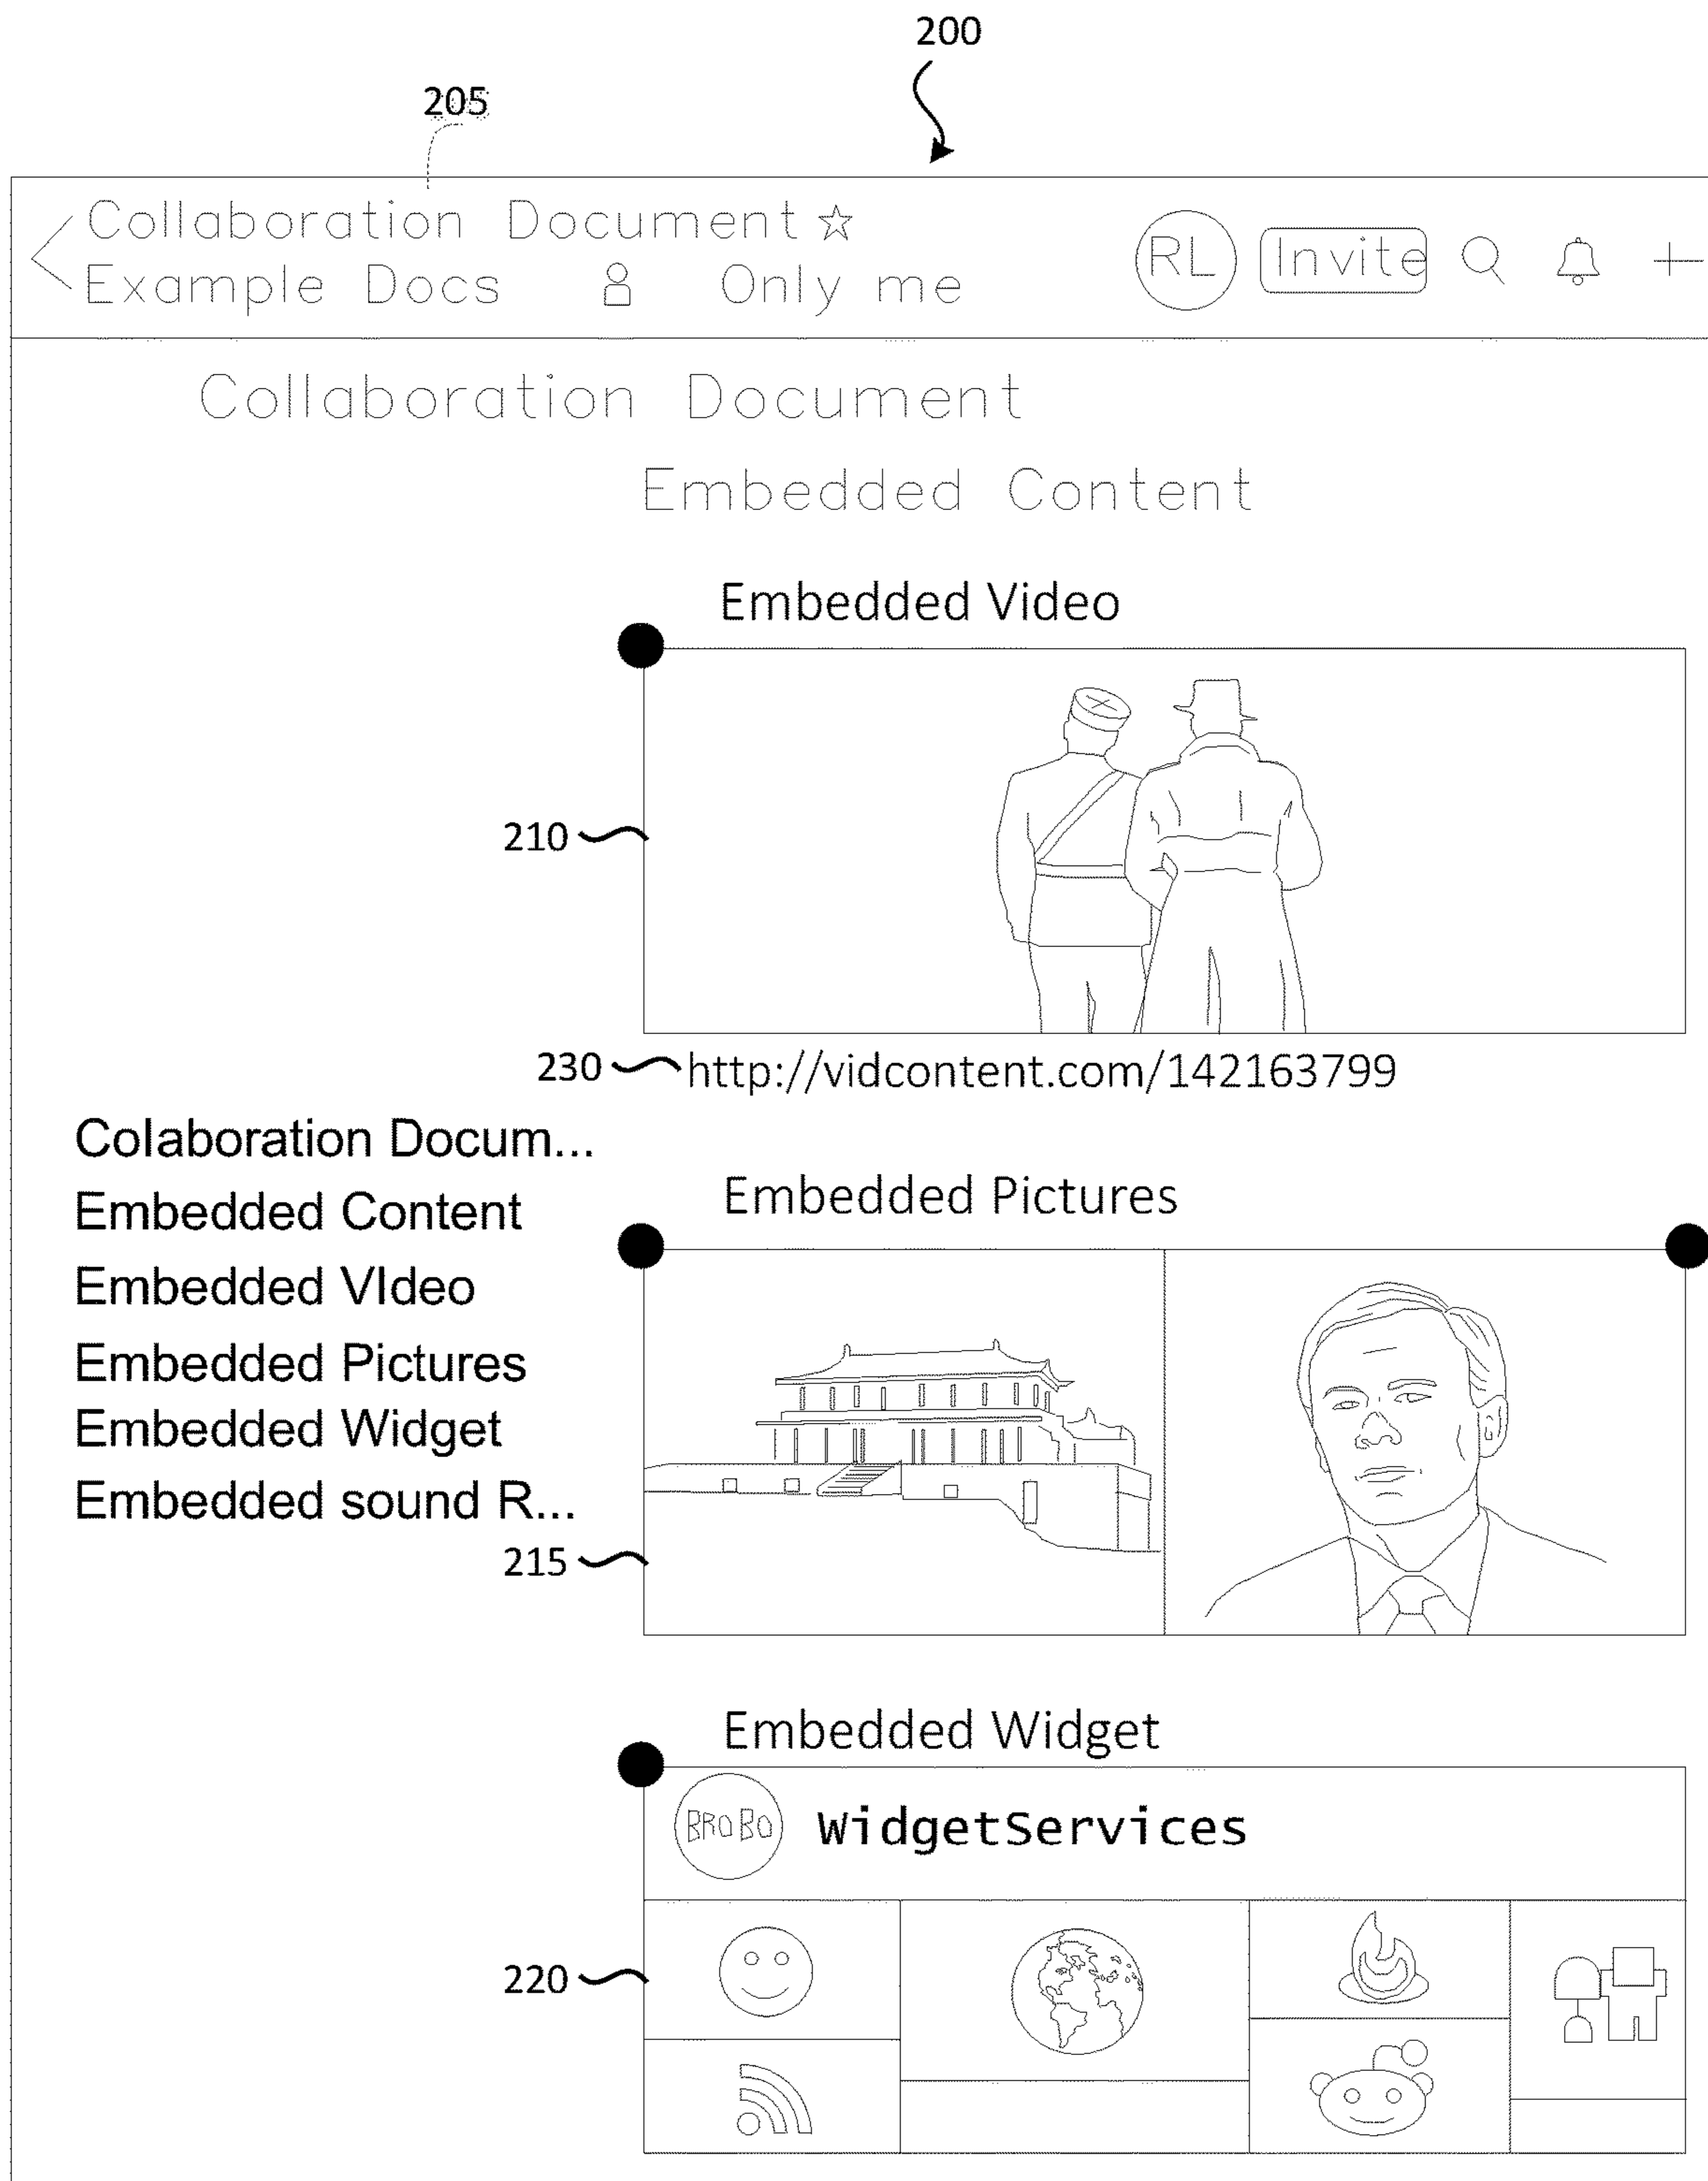 200
205
Collaboration Document
Example Docs Only me
RL Invite
Collaboration Document
Embedded Content
Embedded Video
210
230 http://vidcontent.com/142163799
Colaboration Docum...
Embedded Content
Embedded VIdeo
Embedded Pictures
Embedded Widget
Embedded sound R...
Embedded Pictures
215
Embedded Widget
BROBO WidgetServices
220